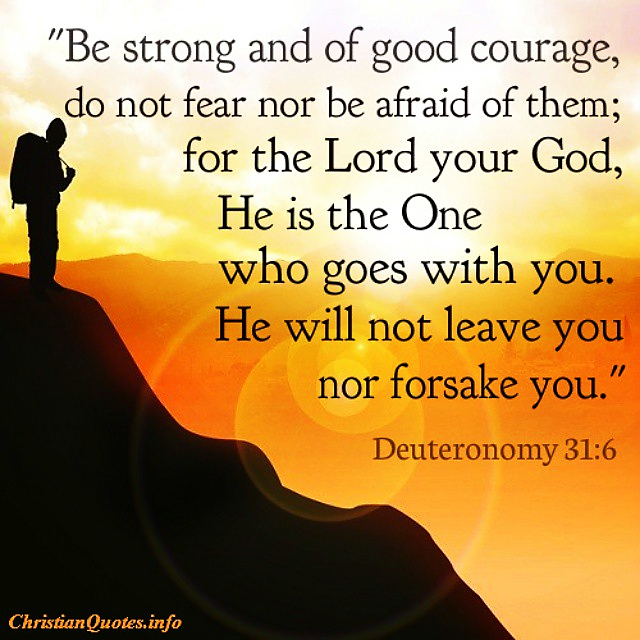 "Be strong and of good courage,
do not fear nor be afraid of them;
for the Lord your God,
He is the One
who goes with you.
He will not leave you
nor forsake you."
Deuteronomy 31:6
ChristianQuotes.info